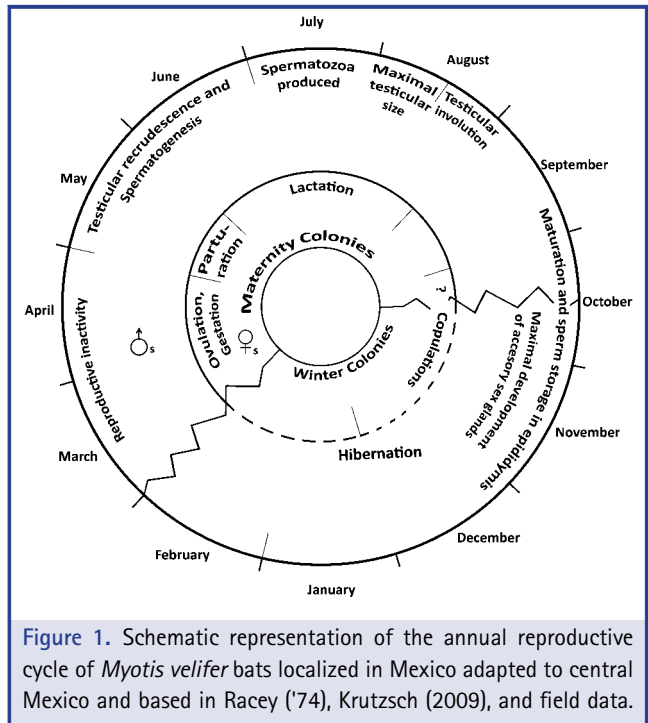 July
June
August
Spermatozoa
produced
Maximal
testicular
size
Testicular
involution
Testicular recrudescence and
Spermatogenesis
May
September
Lactation
Partu-
ration
Maternity Colonies
Maturation and sperm storage in epididymis
April
October
Reproductive inactivity
♂s
Ovulation,
Gestation
♀s
?
Copulations
Winter Colonies
Maximal development
of accesory sex glands
March
November
Hibernation
February
December
January
Figure 1. Schematic representation of the annual reproductive
cycle of Myotis velifer bats localized in Mexico adapted to central
Mexico and based in Racey ('74), Krutzsch (2009), and field data.